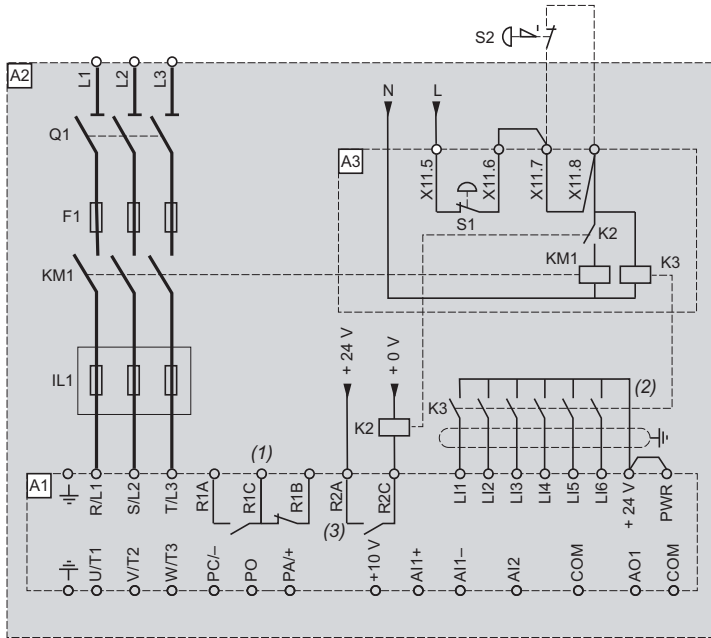 S2
A2
L1
L2
L3
N
L
Q1
A3
X11.5
X11.6
X11.7
X11.8
F1
S1
K2
KM1
KM1
K3
+ 24 V
+ 0 V
IL1
K2
K3
(2)
(1)
A1
R/L1
S/L2
T/L3
R1A
R1C
R1B
R2A
R2C
LI1
LI2
LI3
LI4
LI5
LI6
+ 24 V
PWR
(3)
U/T1
V/T2
W/T3
PC/–
PO
PA/+
+10 V
AI1+
AI1–
AI2
COM
AO1
COM